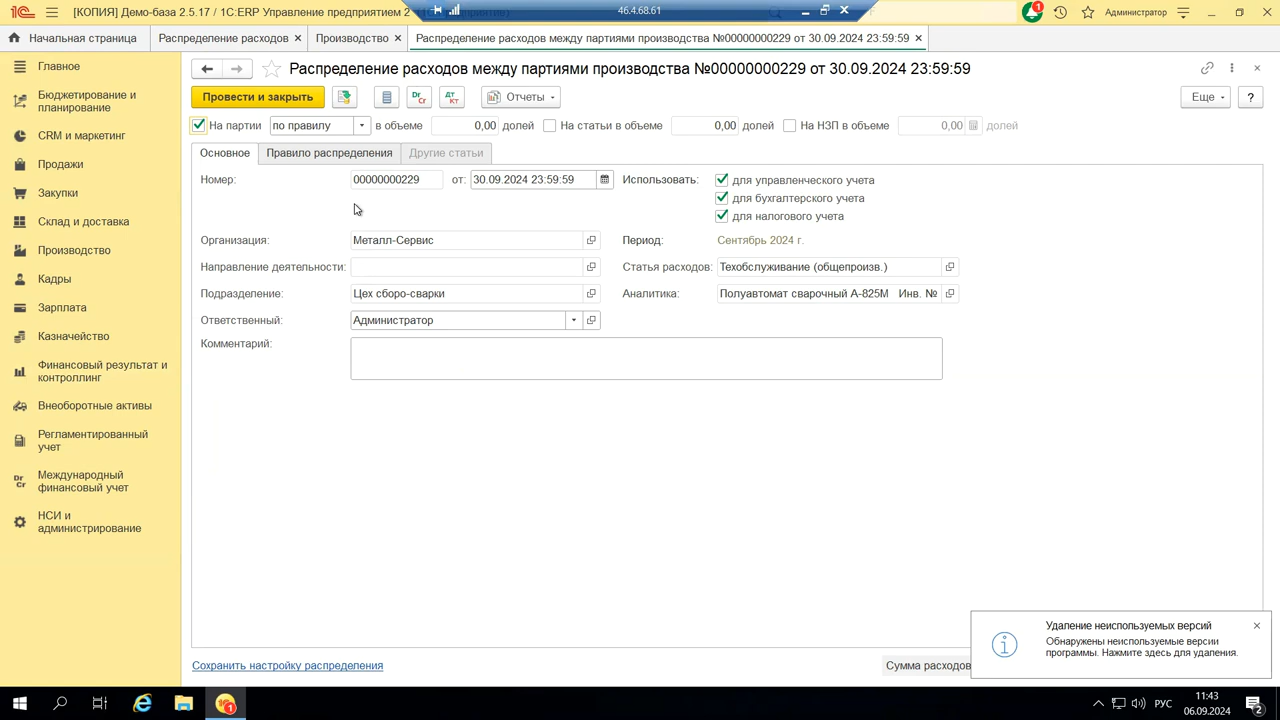 [КОПИЯ] Демо-база 2.5.17 / 1С:ERP Управление предприятием 2
46.4.68.61
Администратор
Начальная страница
Распределение расходов
Производство
Распределение расходов между партиями производства №00000000229 от 30.09.2024 23:59:59
Распределение расходов между партиями производства №00000000229 от 30.09.2024 23:59:59
Провести и закрыть
Dr Cr
Дт Кт
Отчеты
Еще
?
На партии
по правилу
в объеме
0,00
долей
На статьи в объеме
0,00
долей
На НЗП в объеме
0,00
долей
Основное
Правило распределения
Другие статьи
Номер:
00000000229
от:
30.09.2024 23:59:59
Использовать:
для управленческого учета
для бухгалтерского учета
для налогового учета
Организация:
Металл-Сервис
Период:
Сентябрь 2024 г.
Направление деятельности:
Статья расходов:
Техобслуживание (общепроизв.)
Подразделение:
Цех сборо-сварки
Аналитика:
Полуавтомат сварочный А-825М Инв. №
Ответственный:
Администратор
Комментарий:
Сохранить настройку распределения
Сумма расходов
Главное
Бюджетирование и
планирование
CRM и маркетинг
Продажи
Закупки
Склад и доставка
Производство
Кадры
Зарплата
Казначейство
Финансовый результат и
контроллинг
Внеоборотные активы
Регламентированный
учет
Международный
финансовый учет
НСИ и
администрирование
Удаление неиспользуемых версий
Обнаружены неиспользуемые версии
программы. Нажмите здесь для удаления.
РУС
11:43
06.09.2024